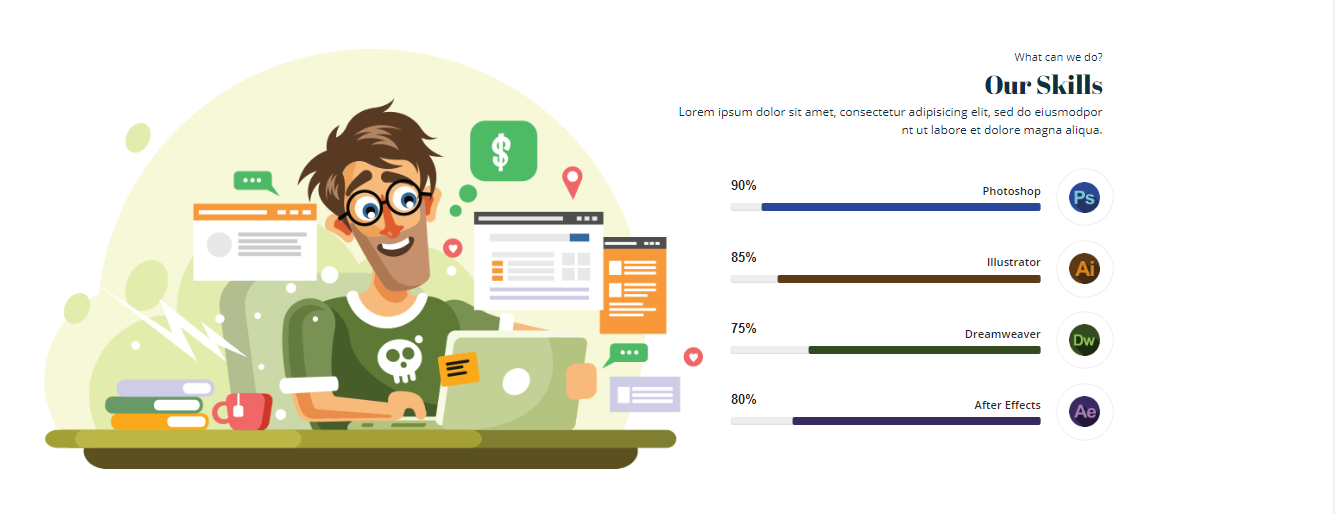 What can we do?
Our Skills
Lorem ipsum dolor sit amet, consectetur adipisicing elit, sed do eiusmodpor
nt ut labore et dolore magna aliqua.
90%
Photoshop
Ps
85%
Illustrator
Ai
75%
Dreamweaver
Dw
80%
After Effects
Ae
$